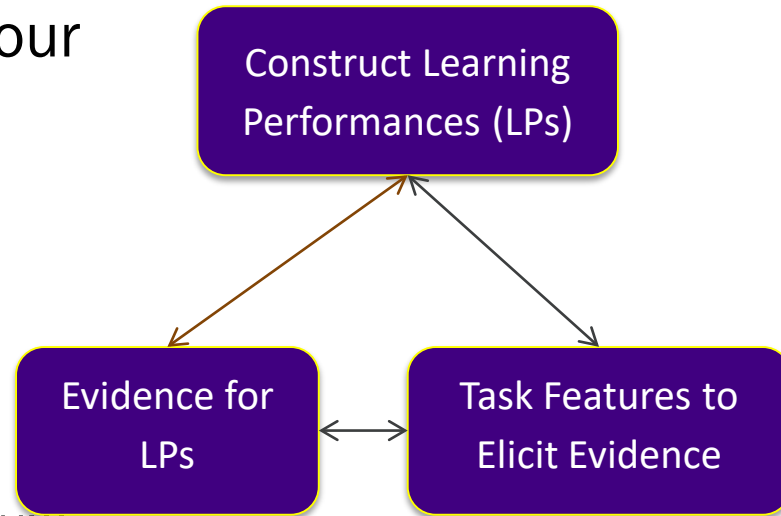 our
Construct Learning
Performances (LPs)
Evidence for
LPs
Task Features to
Elicit Evidence